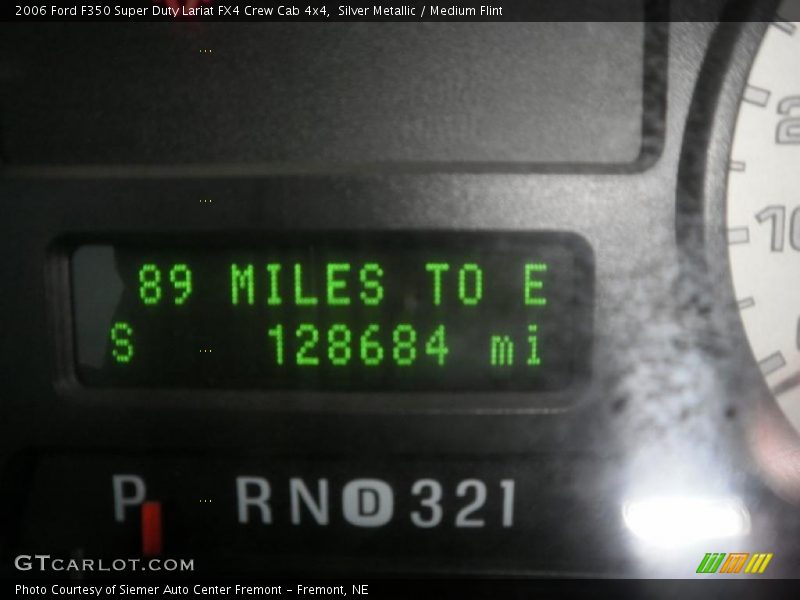 2006 Ford F350 Super Duty Lariat FX4 Crew Cab 4x4, Silver Metallic / Medium Flint
89 MILES TO E
S 128684 mi
P R N D 3 2 1
GTCARLOT.COM
Photo Courtesy of Siemer Auto Center Fremont – Fremont, NE